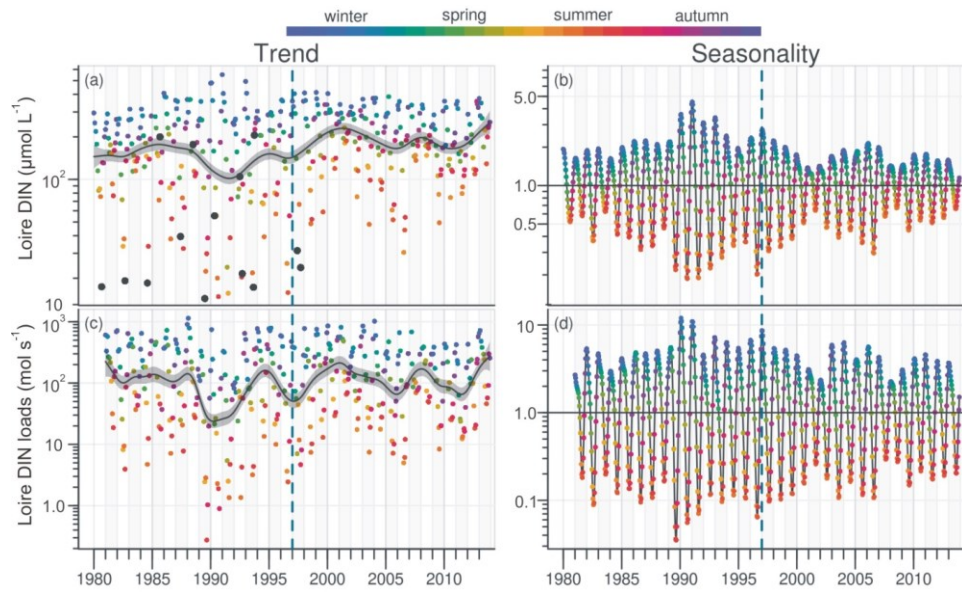 winter spring summer autumn
Trend Seasonality
(a) (b)
Loire DIN (µmol L⁻¹)
10²
10
5.0
1.0
0.5
(c) (d)
Loire DIN loads (mol s⁻¹)
10³
10²
10
1.0
10
1.0
0.1
1980 1985 1990 1995 2000 2005 2010
1980 1985 1990 1995 2000 2005 2010